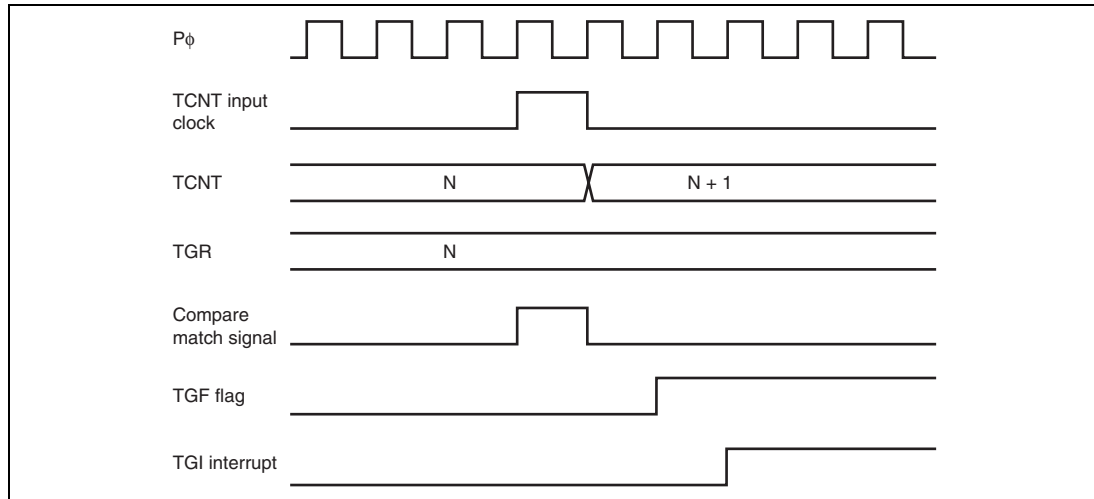 Pϕ
TCNT input
clock
TCNT
N
N + 1
TGR
N
Compare
match signal
TGF flag
TGI interrupt